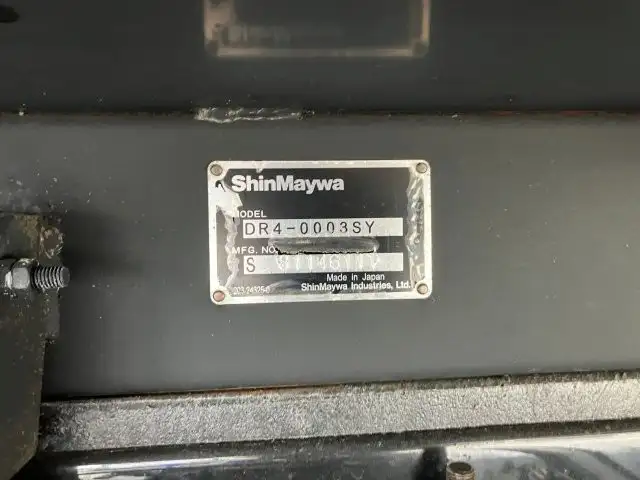 ShinMaywa
MODEL
DR4-0003SY
MFG. NO.
S
Made in Japan
ShinMaywa Industries, Ltd.